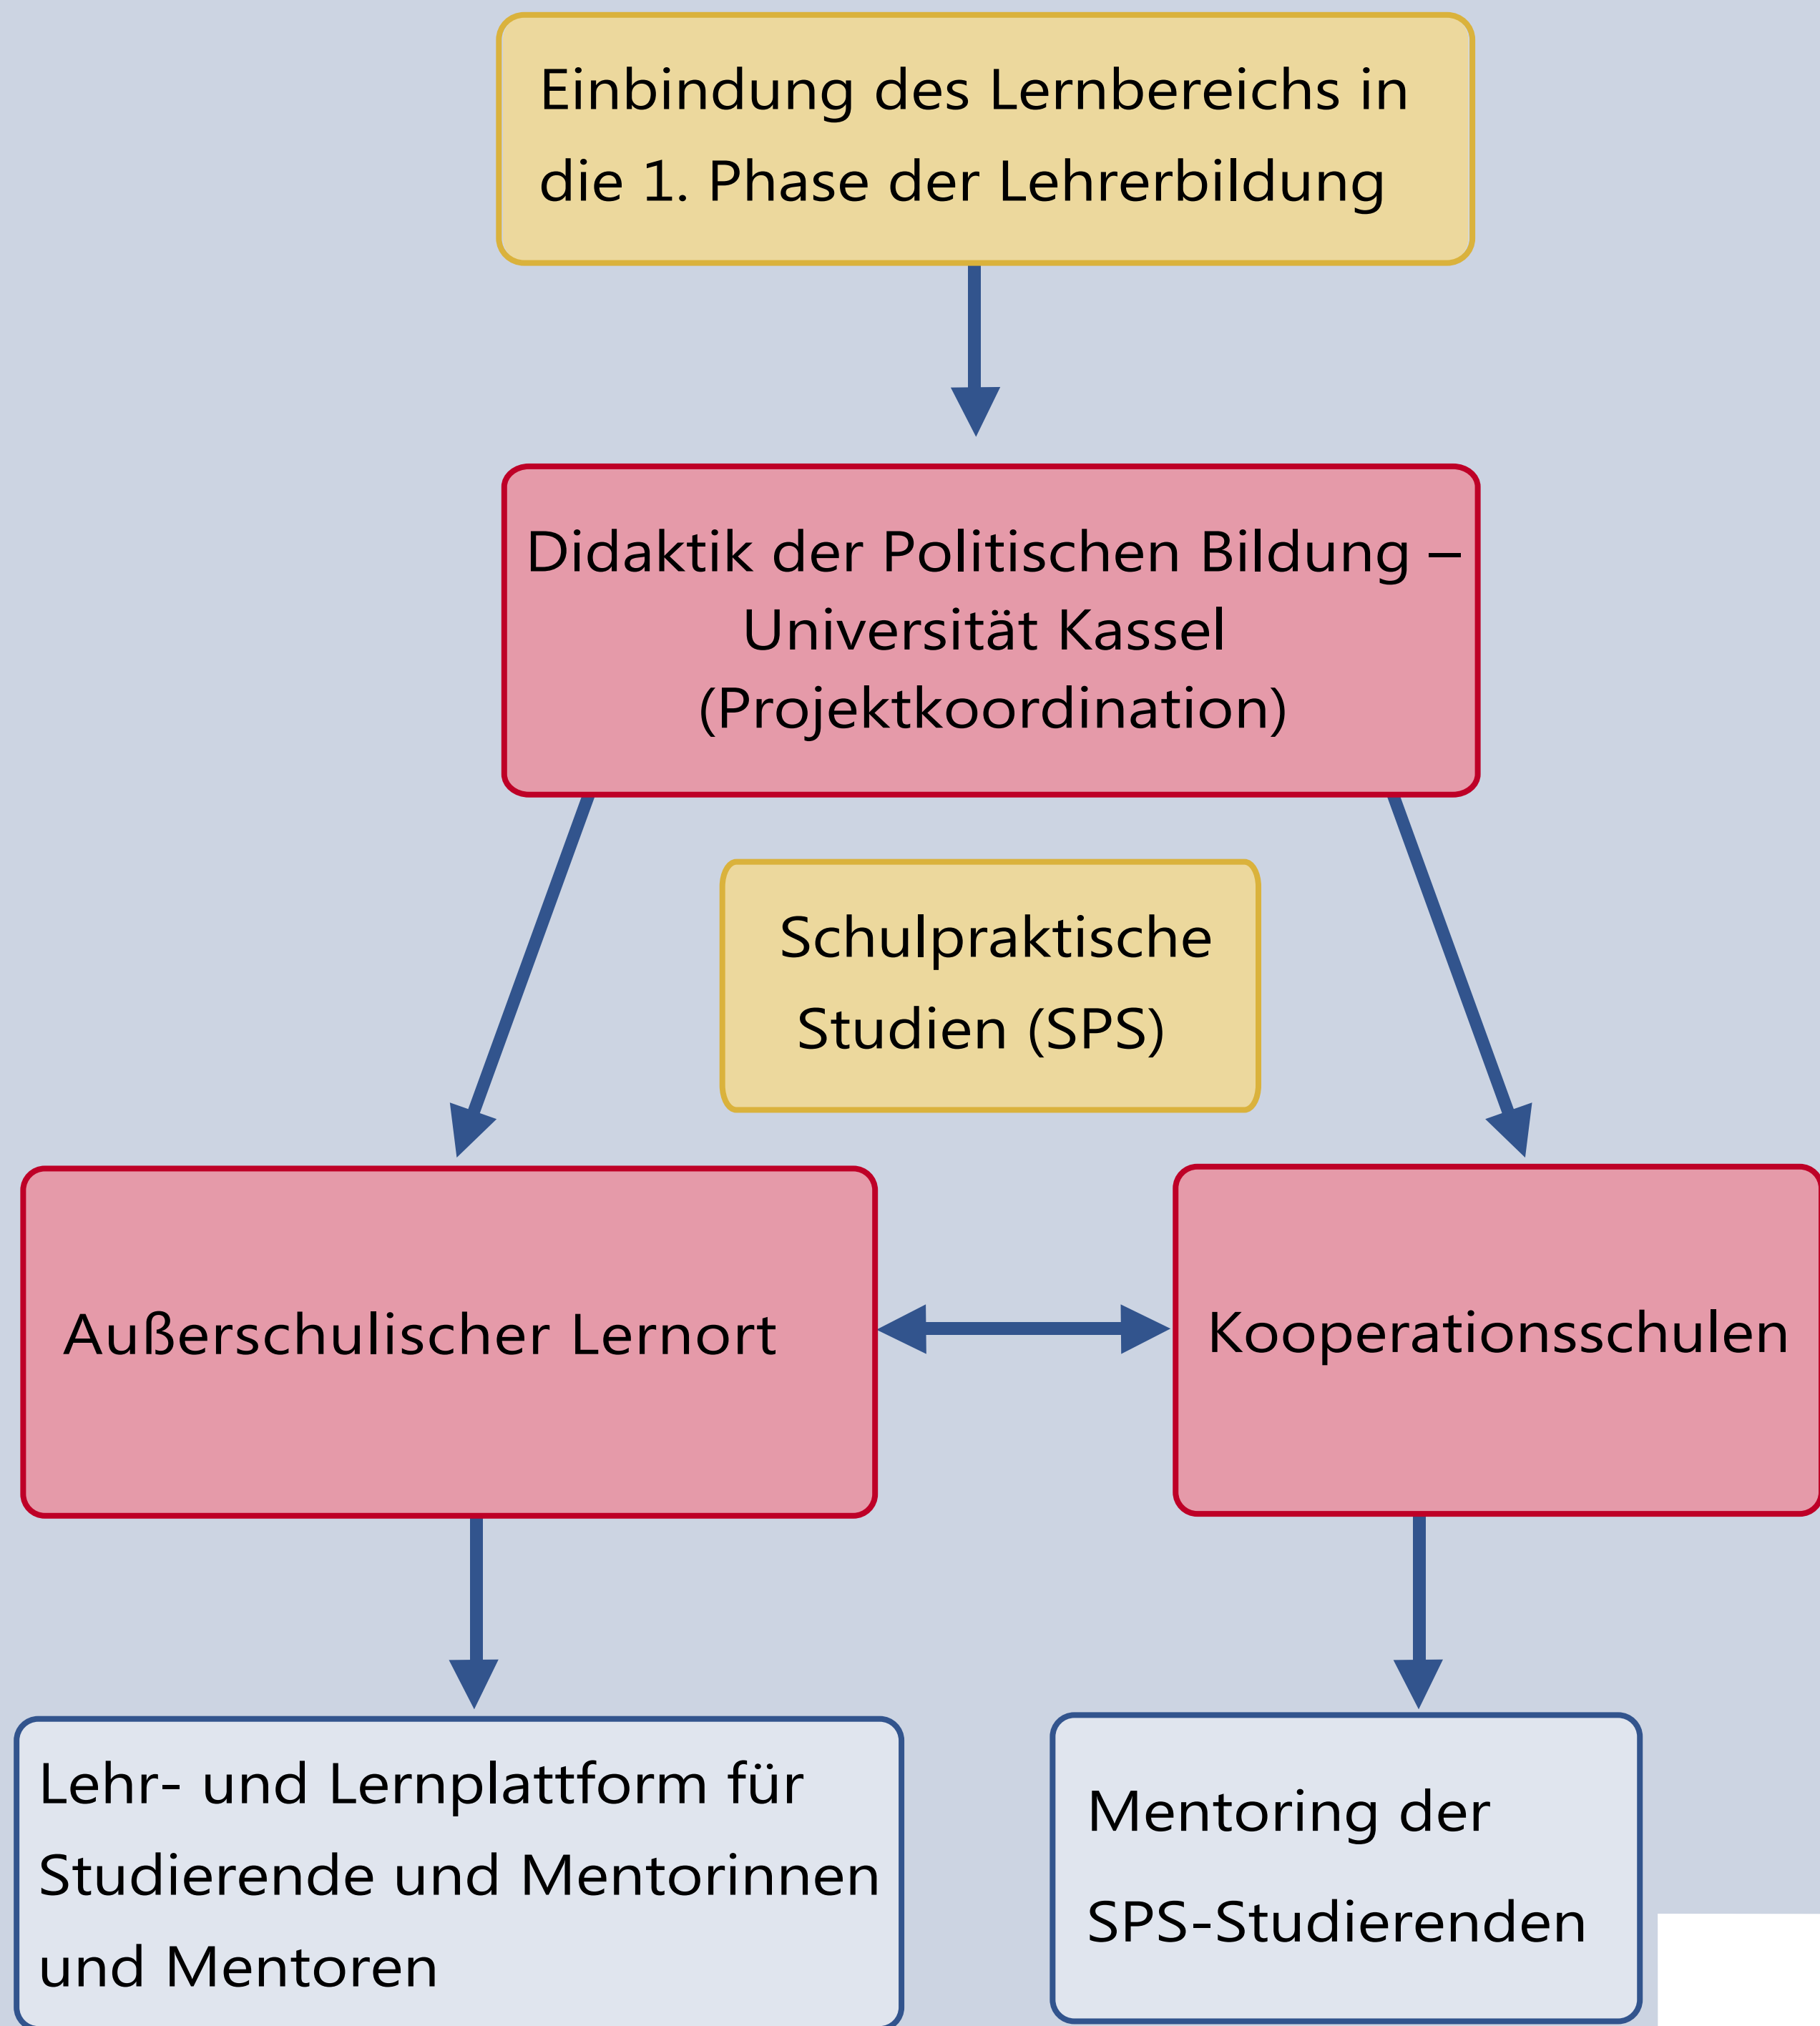 Einbindung des Lernbereichs in
die 1. Phase der Lehrerbildung
Didaktik der Politischen Bildung –
Universität Kassel
(Projektkoordination)
Schulpraktische
Studien (SPS)
Außerschulischer Lernort
Kooperationsschulen
Lehr- und Lernplattform für
Studierende und Mentorinnen
und Mentoren
Mentoring der
SPS-Studierenden